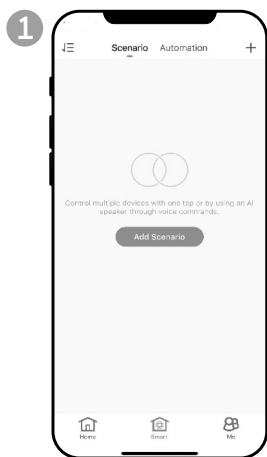 1
Scenario Automation +
Control multiple devices with one tap or by using an AI
speaker through voice commands.
Add Scenario
Home Smart Me